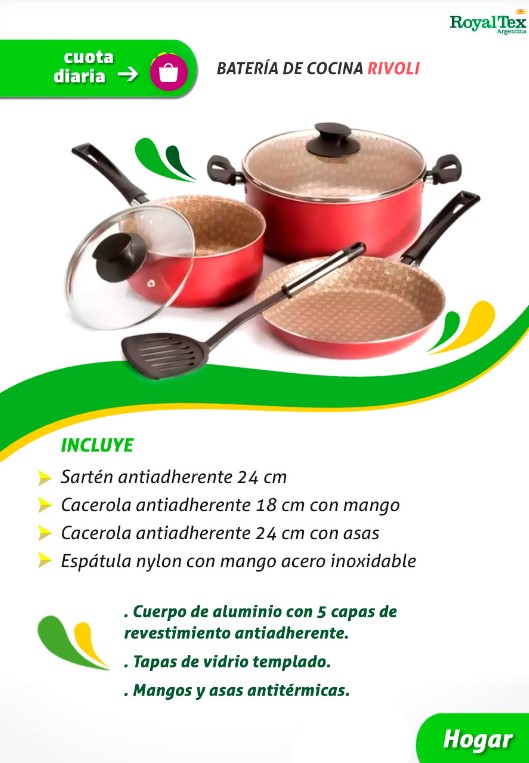 RoyalTex
Argentina
cuota
diaria →
BATERÍA DE COCINA RIVOLI
INCLUYE
Sartén antiadherente 24 cm
Cacerola antiadherente 18 cm con mango
Cacerola antiadherente 24 cm con asas
Espátula nylon con mango acero inoxidable
. Cuerpo de aluminio con 5 capas de
revestimiento antiadherente.
. Tapas de vidrio templado.
. Mangos y asas antitérmicas.
Hogar